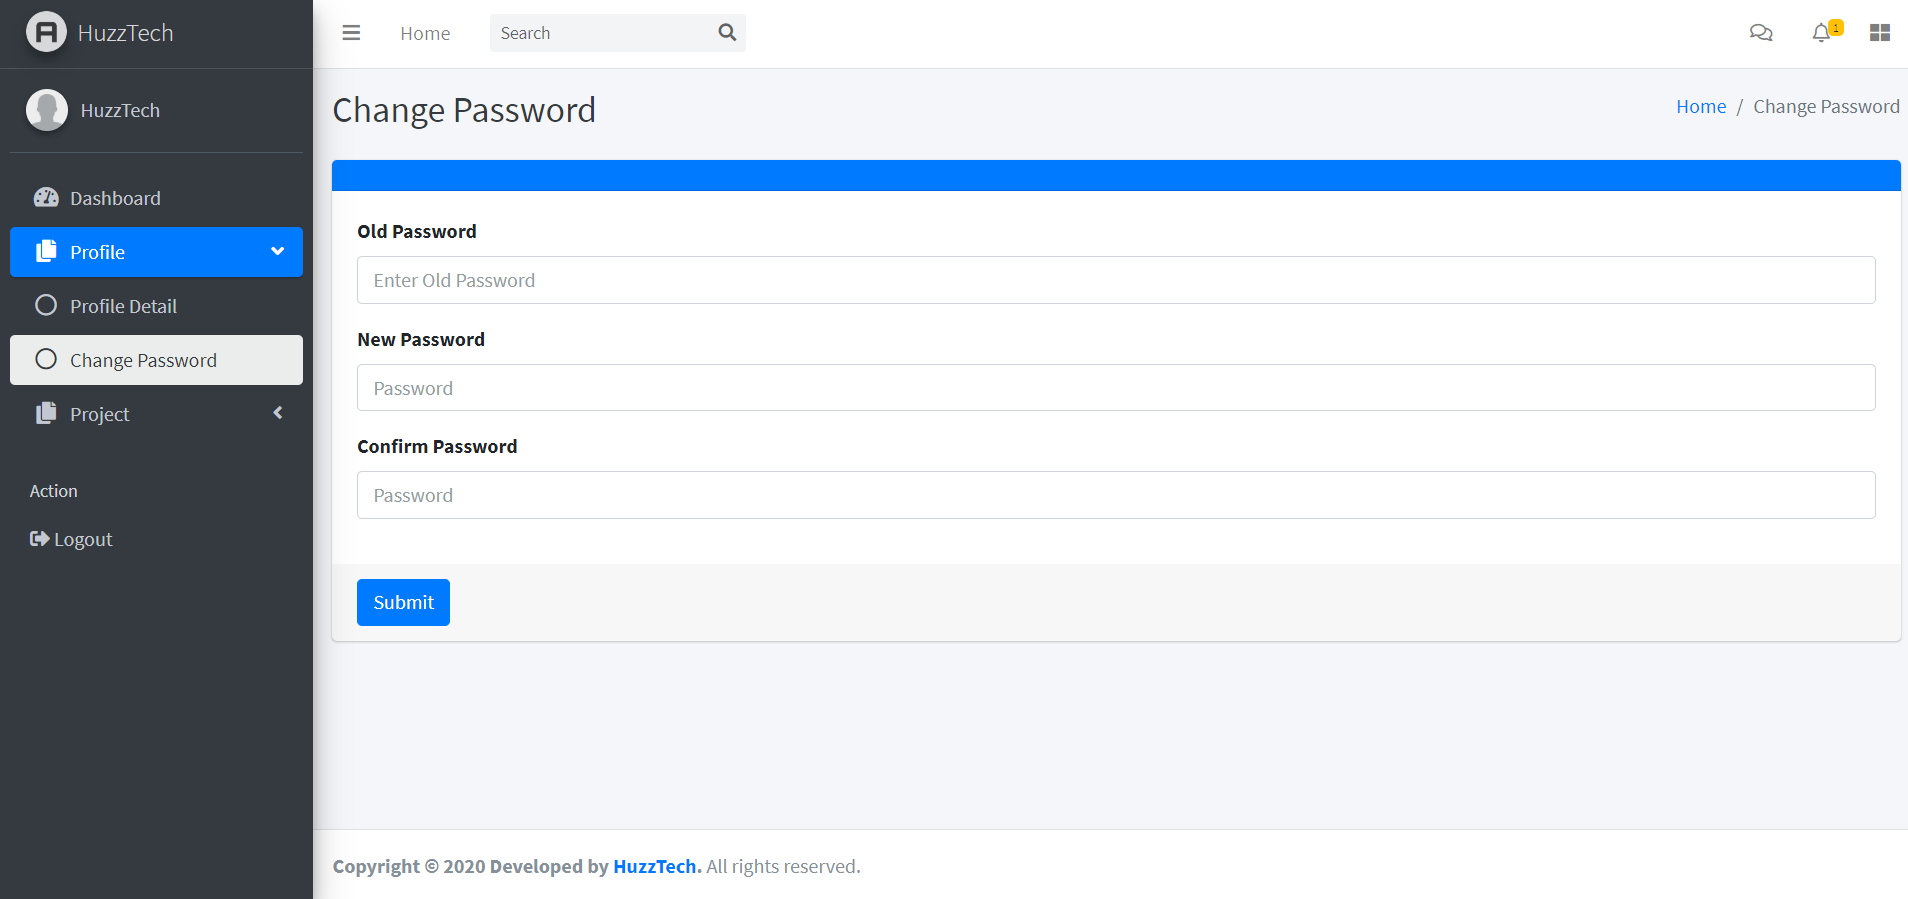 HuzzTech
Home
Search
1
HuzzTech
Dashboard
Profile
Profile Detail
Change Password
Project
Action
Logout
Change Password
Home / Change Password
Old Password
Enter Old Password
New Password
Password
Confirm Password
Password
Submit
Copyright © 2020 Developed by HuzzTech. All rights reserved.